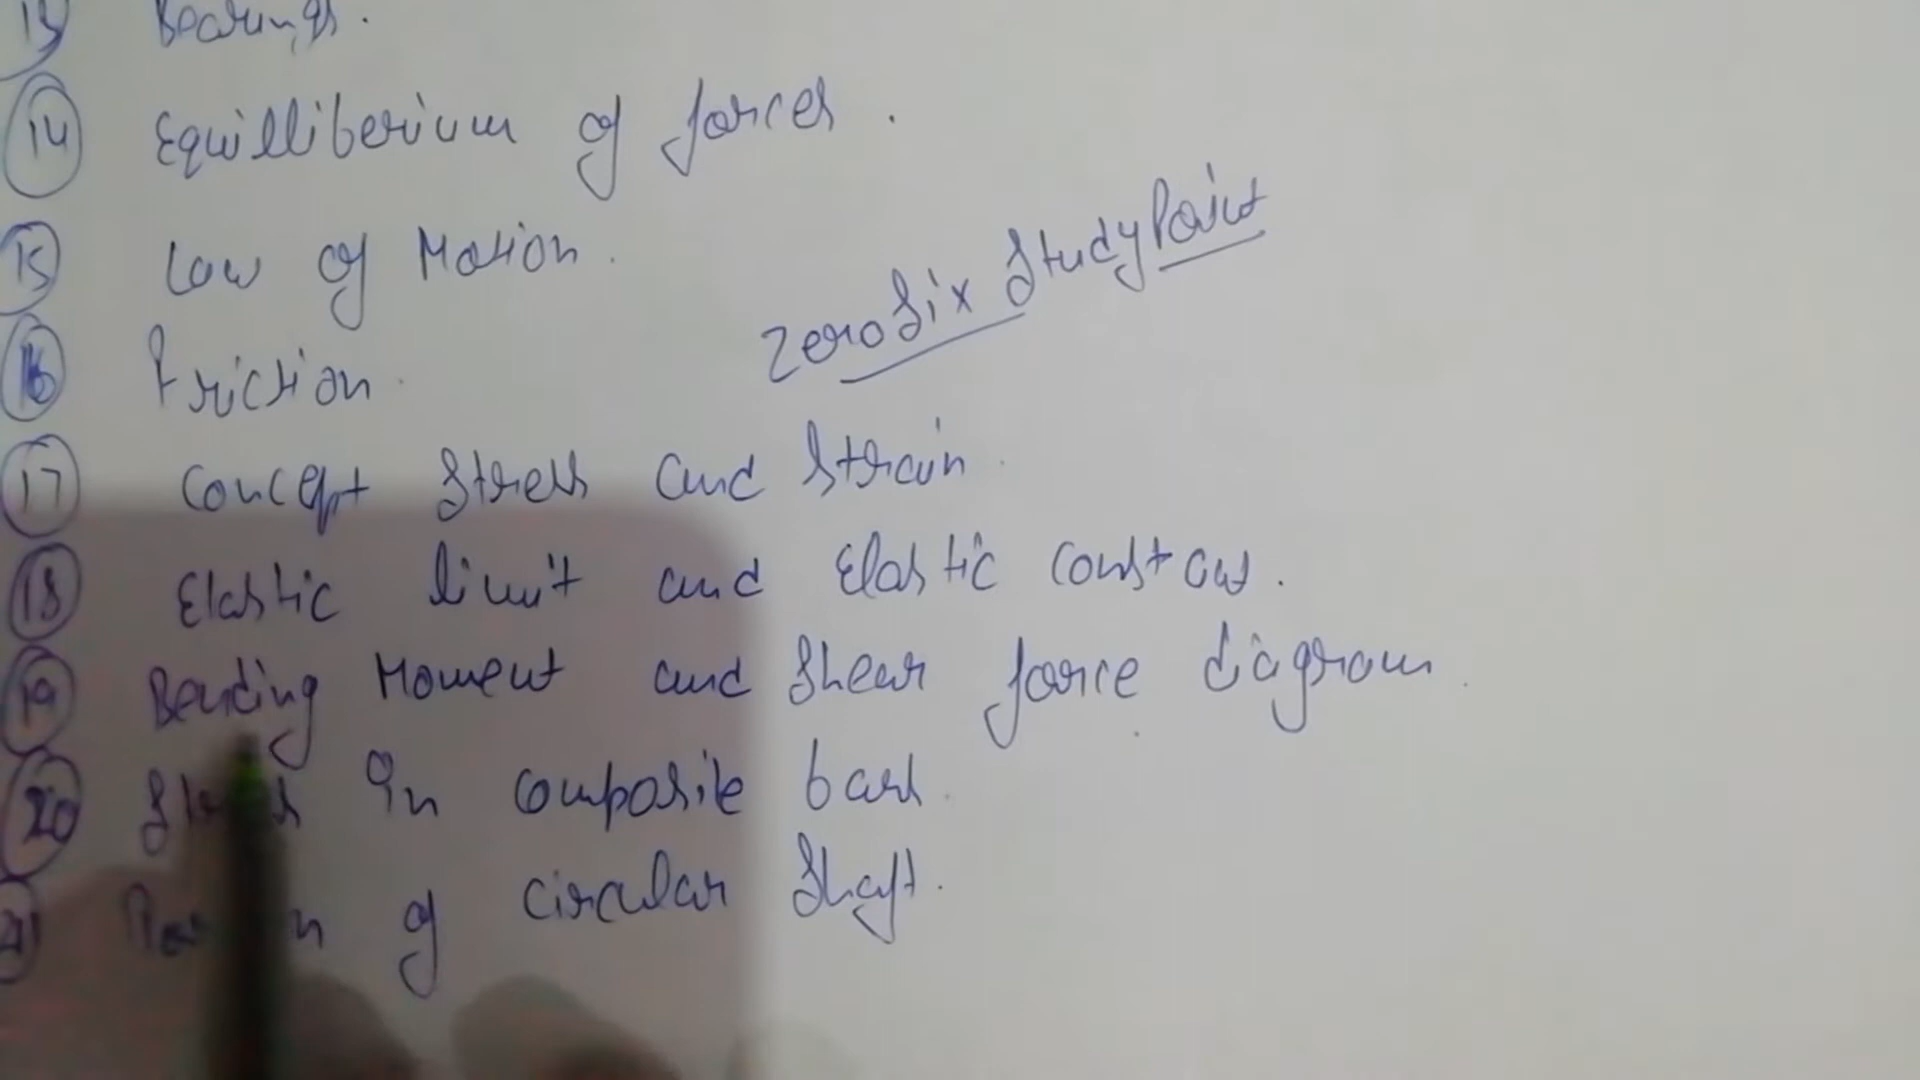 13 Bearings.
14 Equilliberium of forces.
15 Law of Motion.
ZeroSix StudyPoint
16 Friction.
17 Concept Stress and Strain.
18 Elastic limit and Elastic constant.
19 Bending Moment and Shear force diagram.
20 in composite bars.
21 of circular shaft.